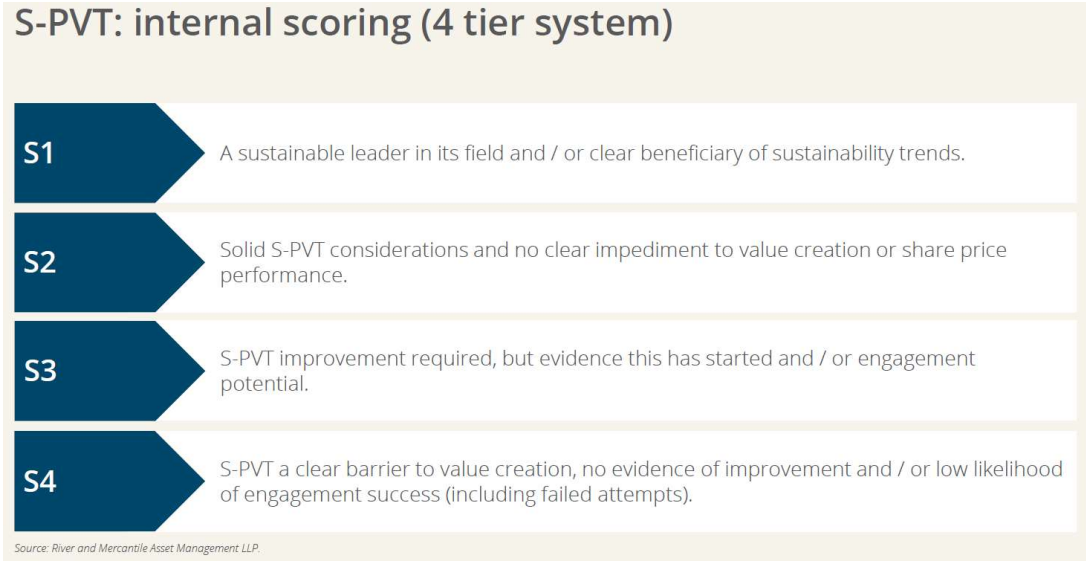 S-PVT: internal scoring (4 tier system)
S1
A sustainable leader in its field and / or clear beneficiary of sustainability trends.
S2
Solid S-PVT considerations and no clear impediment to value creation or share price
performance.
S3
S-PVT improvement required, but evidence this has started and / or engagement
potential.
S4
S-PVT a clear barrier to value creation, no evidence of improvement and / or low likelihood
of engagement success (including failed attempts).
Source: River and Mercantile Asset Management LLP.